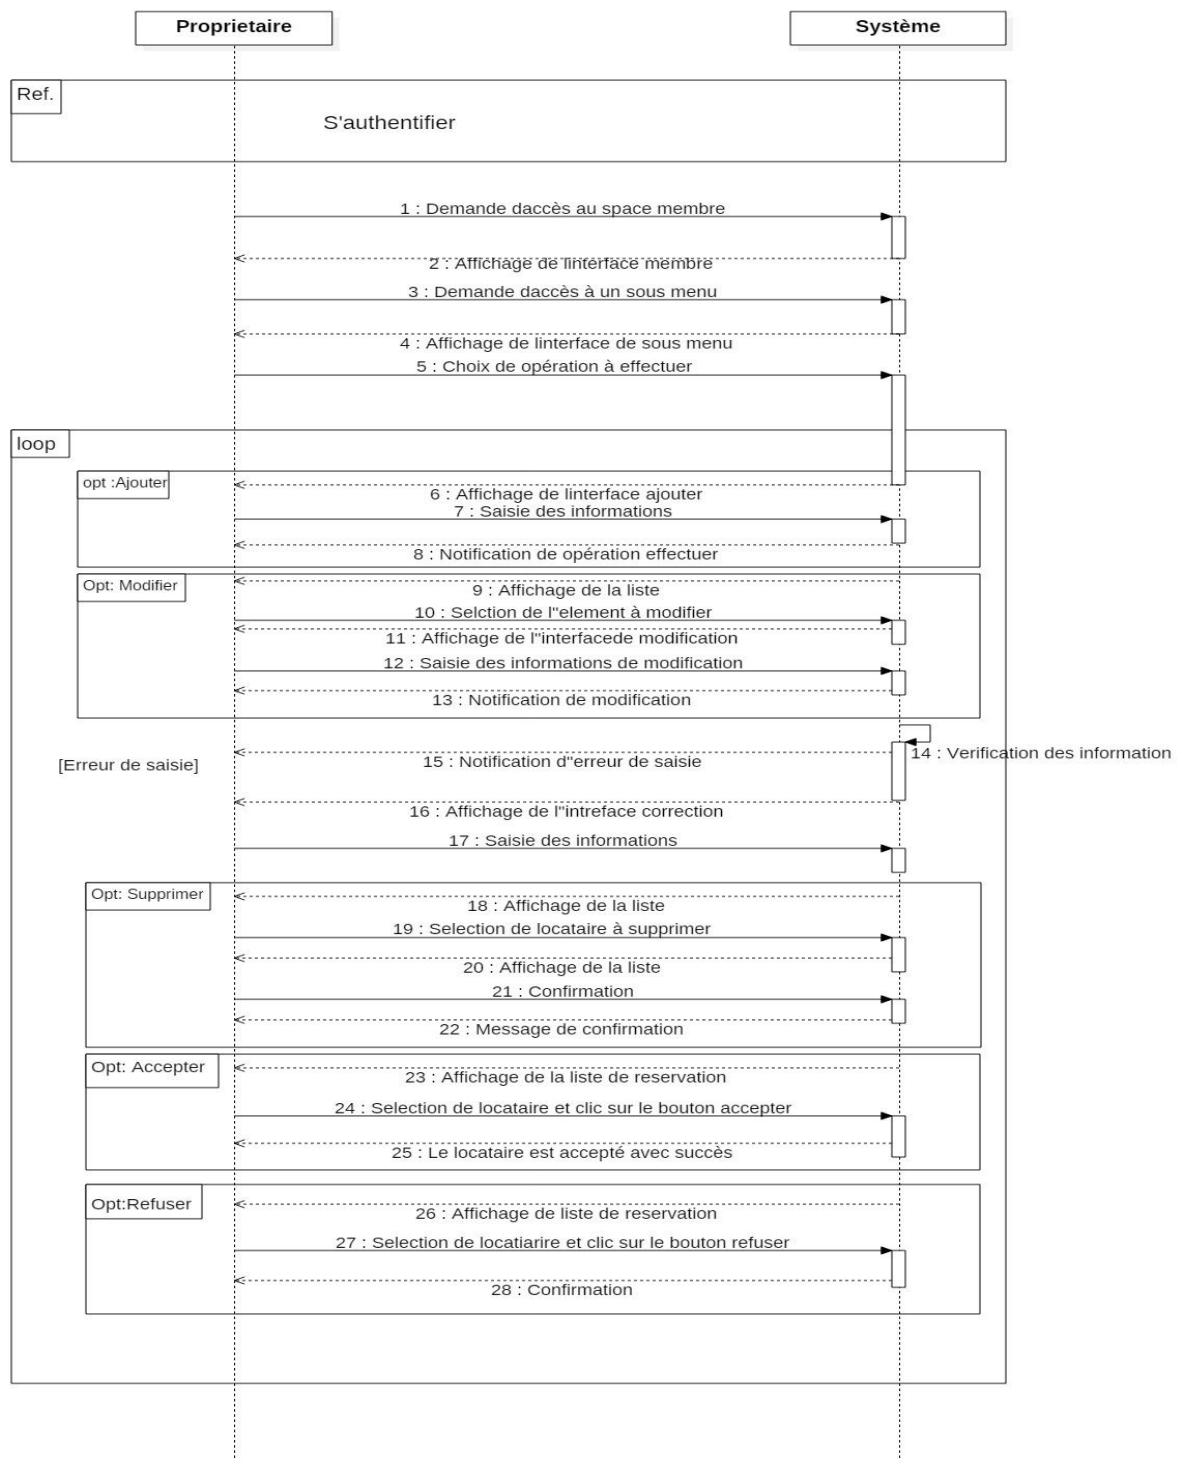 Proprietaire
Système
Ref.
S'authentifier
1 : Demande daccès au space membre
2 : Affichage de linterface membre
3 : Demande daccès à un sous menu
4 : Affichage de linterface de sous menu
5 : Choix de opération à effectuer
loop
opt :Ajouter
6 : Affichage de linterface ajouter
7 : Saisie des informations
8 : Notification de opération effectuer
Opt: Modifier
9 : Affichage de la liste
10 : Selction de l"element à modifier
11 : Affichage de l"interfacede modification
12 : Saisie des informations de modification
13 : Notification de modification
14 : Verification des information
[Erreur de saisie]
15 : Notification d"erreur de saisie
16 : Affichage de l"intreface correction
17 : Saisie des informations
Opt: Supprimer
18 : Affichage de la liste
19 : Selection de locataire à supprimer
20 : Affichage de la liste
21 : Confirmation
22 : Message de confirmation
Opt: Accepter
23 : Affichage de la liste de reservation
24 : Selection de locataire et clic sur le bouton accepter
25 : Le locataire est accepté avec succès
Opt:Refuser
26 : Affichage de liste de reservation
27 : Selection de locatiarire et clic sur le bouton refuser
28 : Confirmation